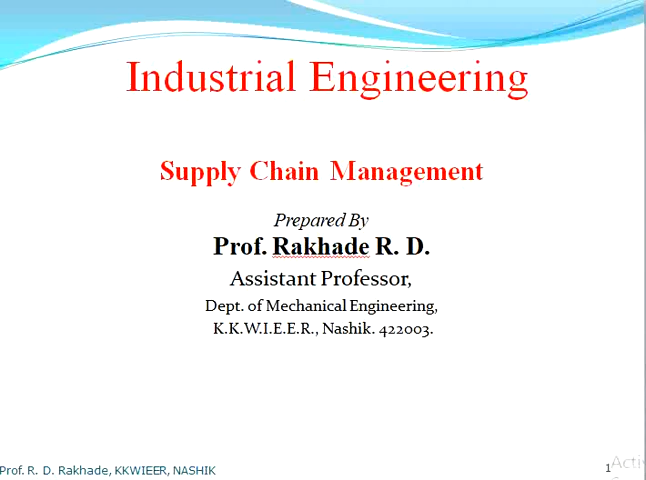 Industrial Engineering
Supply Chain Management
Prepared By
Prof. Rakhade R. D.
Assistant Professor,
Dept. of Mechanical Engineering,
K.K.W.I.E.E.R., Nashik. 422003.
Prof. R. D. Rakhade, KKWIEER, NASHIK
1